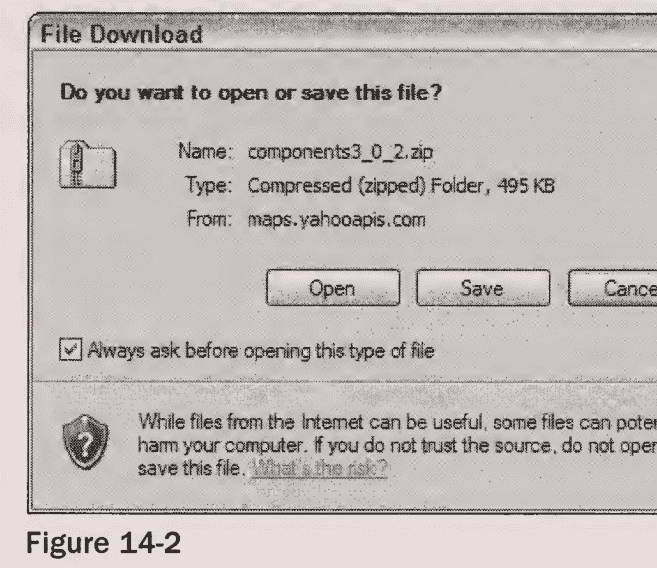 File Download
Do you want to open or save this file?
Name: components3_0_2.zip
Type: Compressed (zipped) Folder, 495 KB
From: maps.yahooapis.com
Open Save Cance
Always ask before opening this type of file
While files from the Internet can be useful, some files can poter
harm your computer. If you do not trust the source, do not oper
save this file. What's the risk?
Figure 14-2